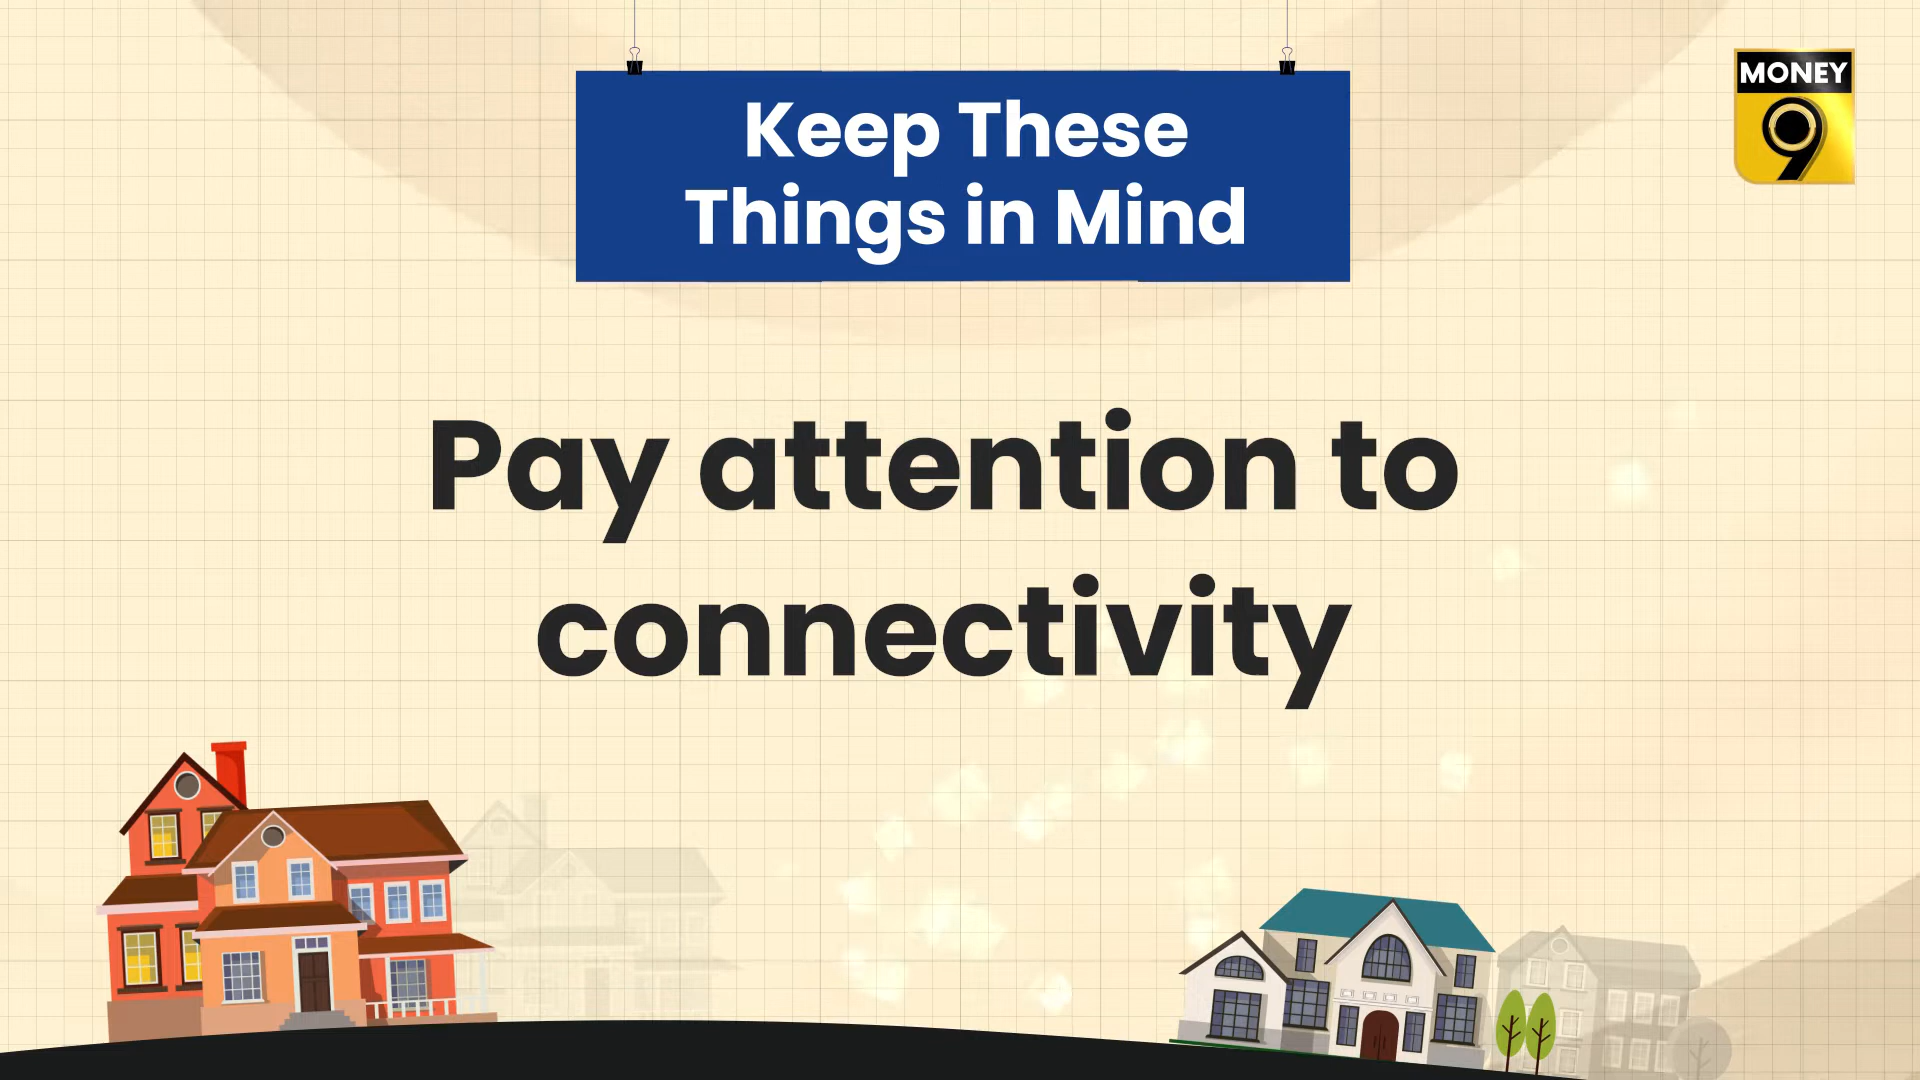 Keep These
Things in Mind
MONEY
9
Pay attention to
connectivity